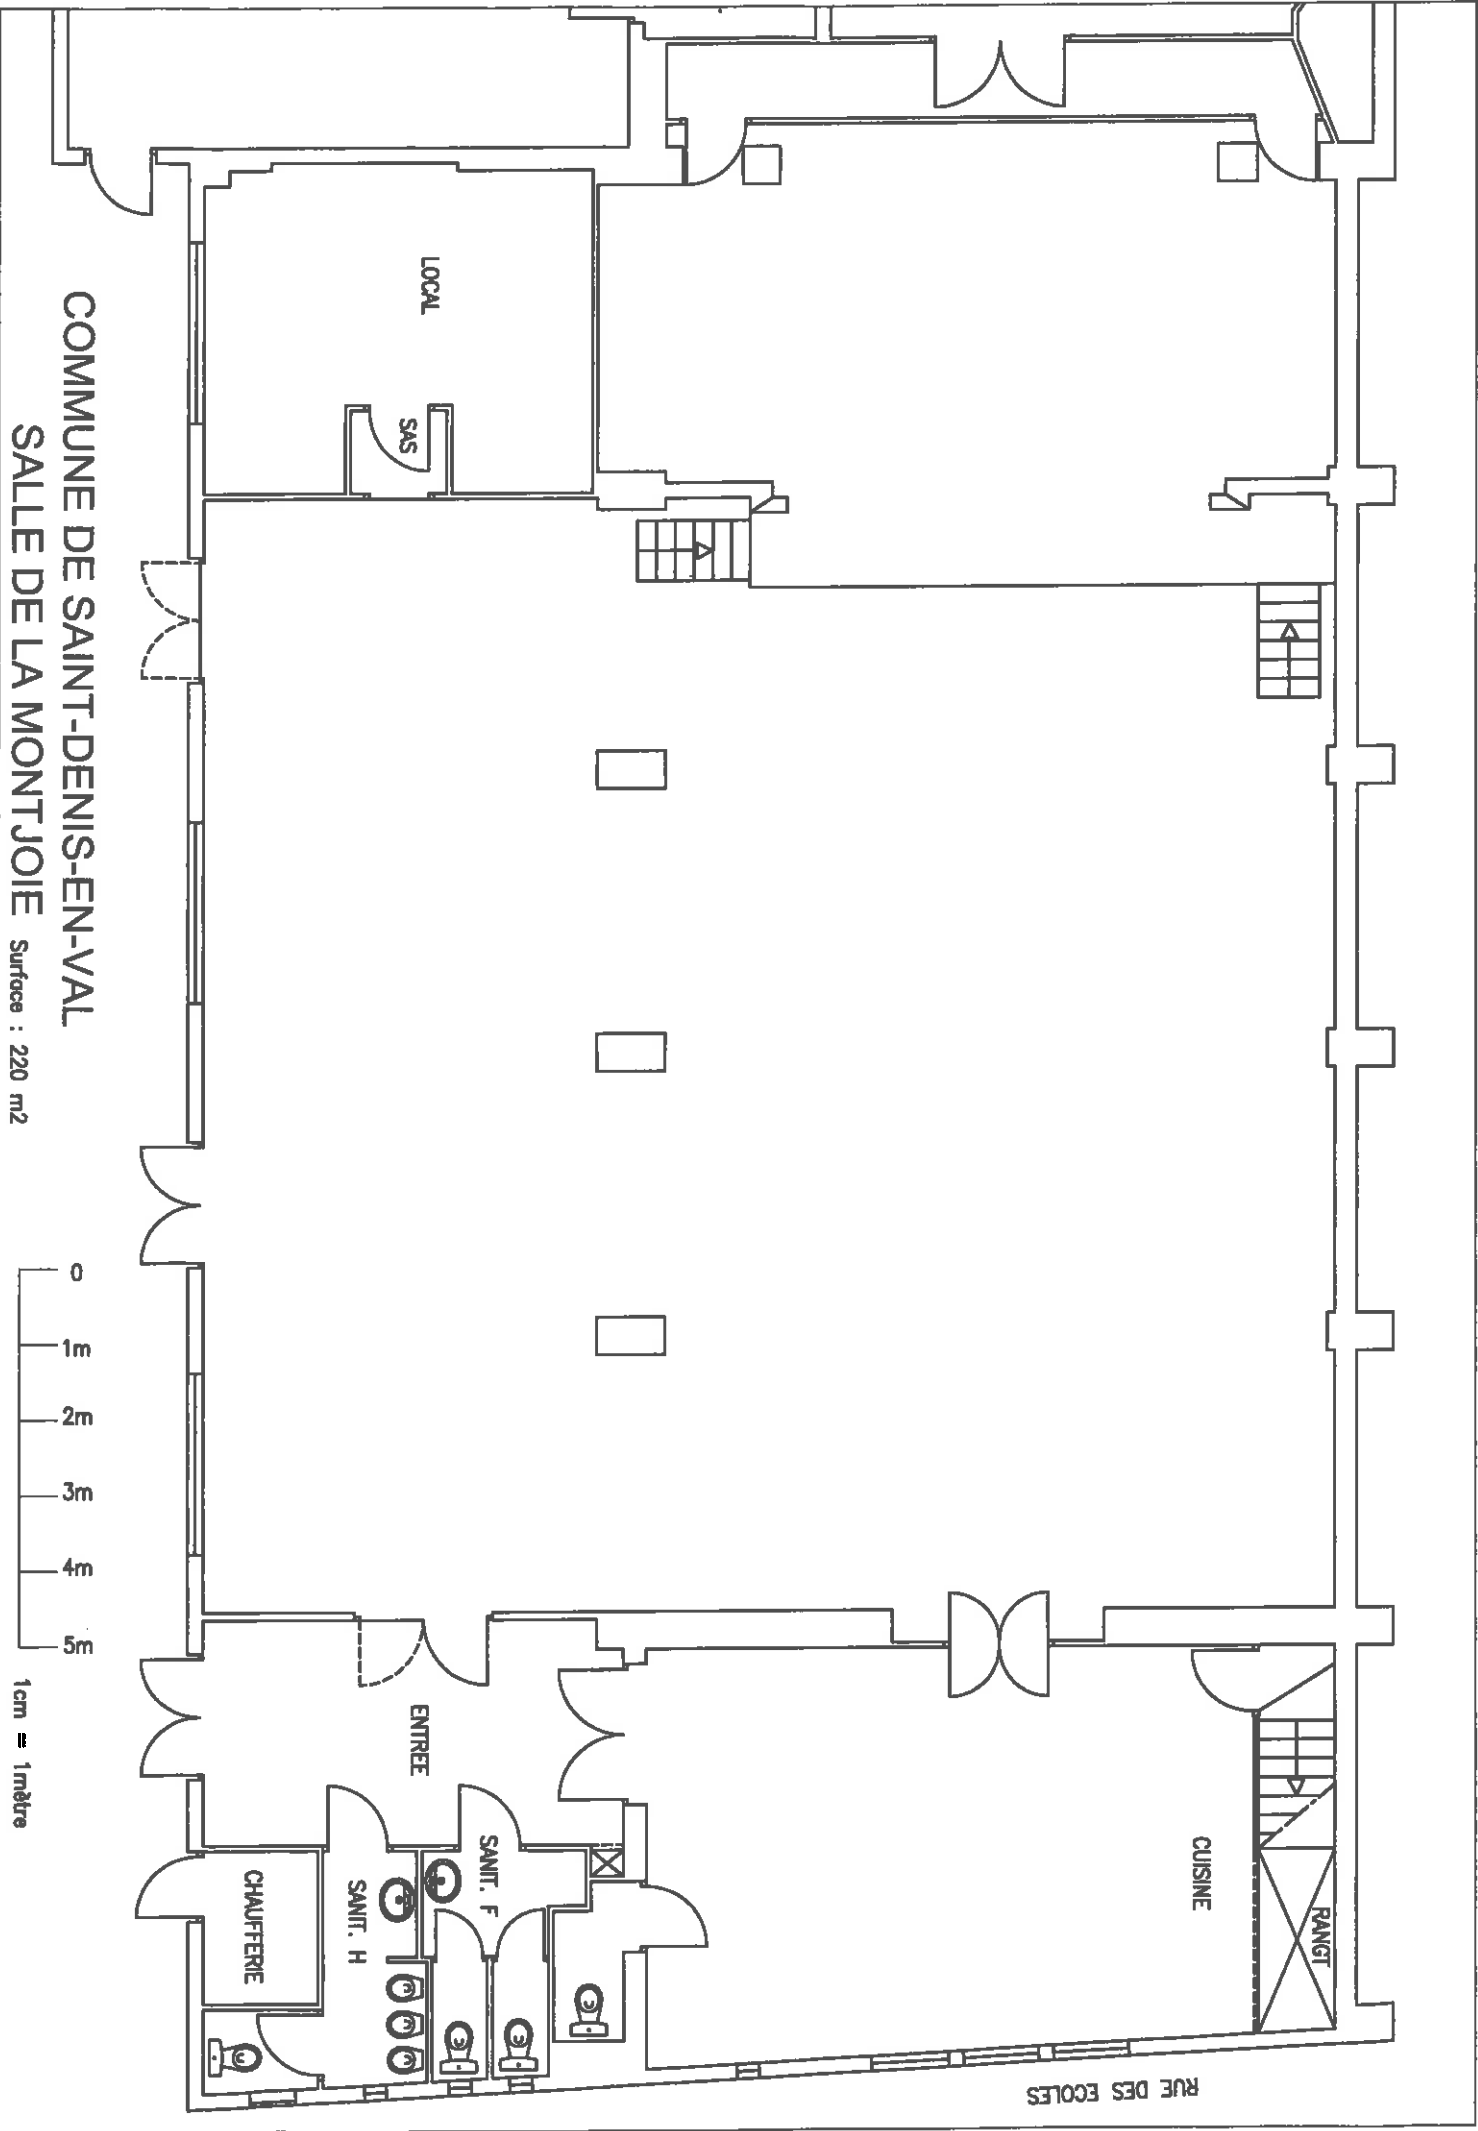 COMMUNE DE SAINT-DENIS-EN-VAL
SALLE DE LA MONTJOIE Surface : 220 m2
LOCAL
SAS
ENTREE
SANIT. F
SANIT. H
CHAUFFERIE
CUISINE
RANGT
RUE DES ECOLES
0
1m
2m
3m
4m
5m
1cm = 1mètre